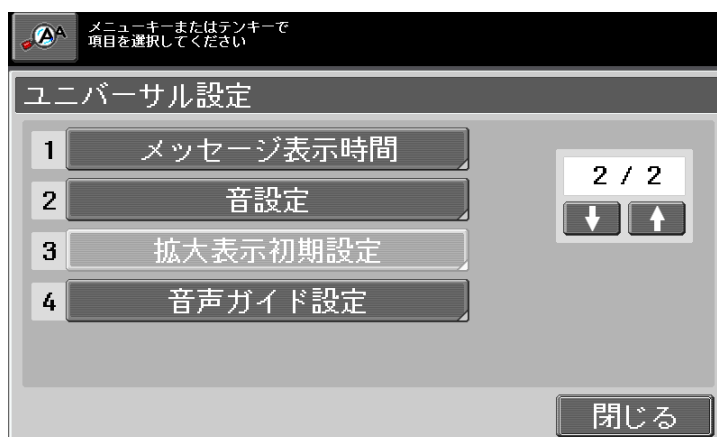 メニューキーまたはテンキーで
項目を選択してください
ユニバーサル設定
1 メッセージ表示時間
2 音設定
3 拡大表示初期設定
4 音声ガイド設定
2 / 2
閉じる